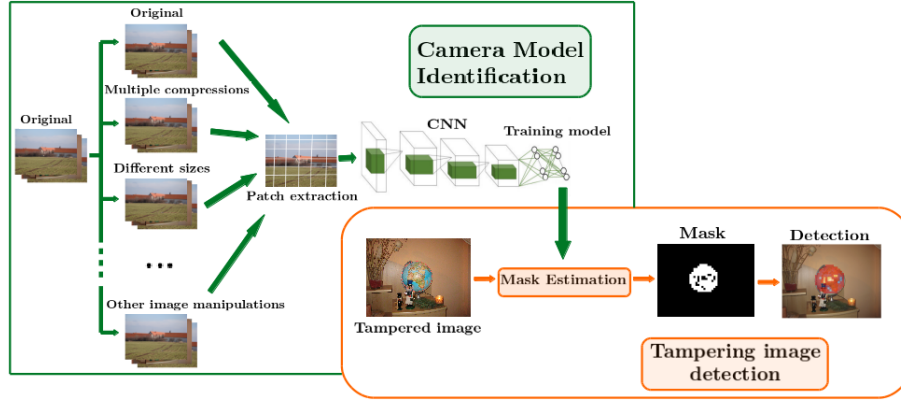 Original
Camera Model
Identification
Multiple compressions
Original
CNN
Training model
Different sizes
Patch extraction
...
Other image manipulations
Mask
Detection
Mask Estimation
Tampered image
Tampering image
detection